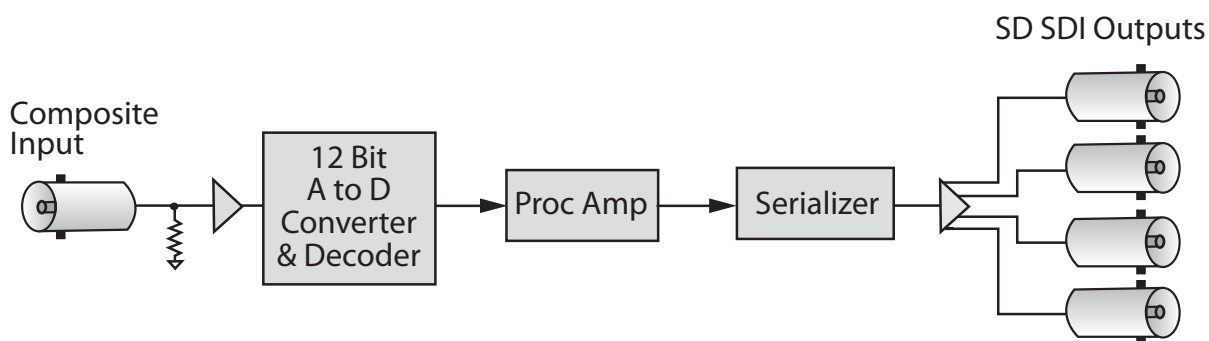 SD SDI Outputs
Composite
Input
12 Bit
A to D
Converter
& Decoder
Proc Amp
Serializer